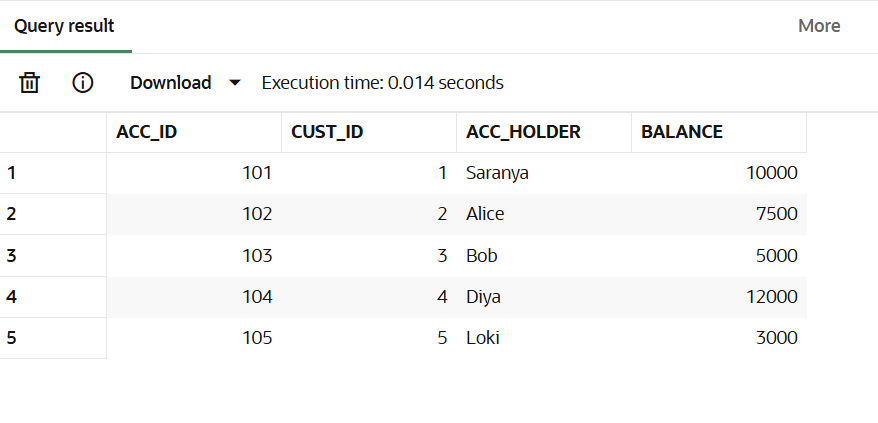 Query result More
Download Execution time: 0.014 seconds
ACC_ID CUST_ID ACC_HOLDER BALANCE
1 101 1 Saranya 10000
2 102 2 Alice 7500
3 103 3 Bob 5000
4 104 4 Diya 12000
5 105 5 Loki 3000